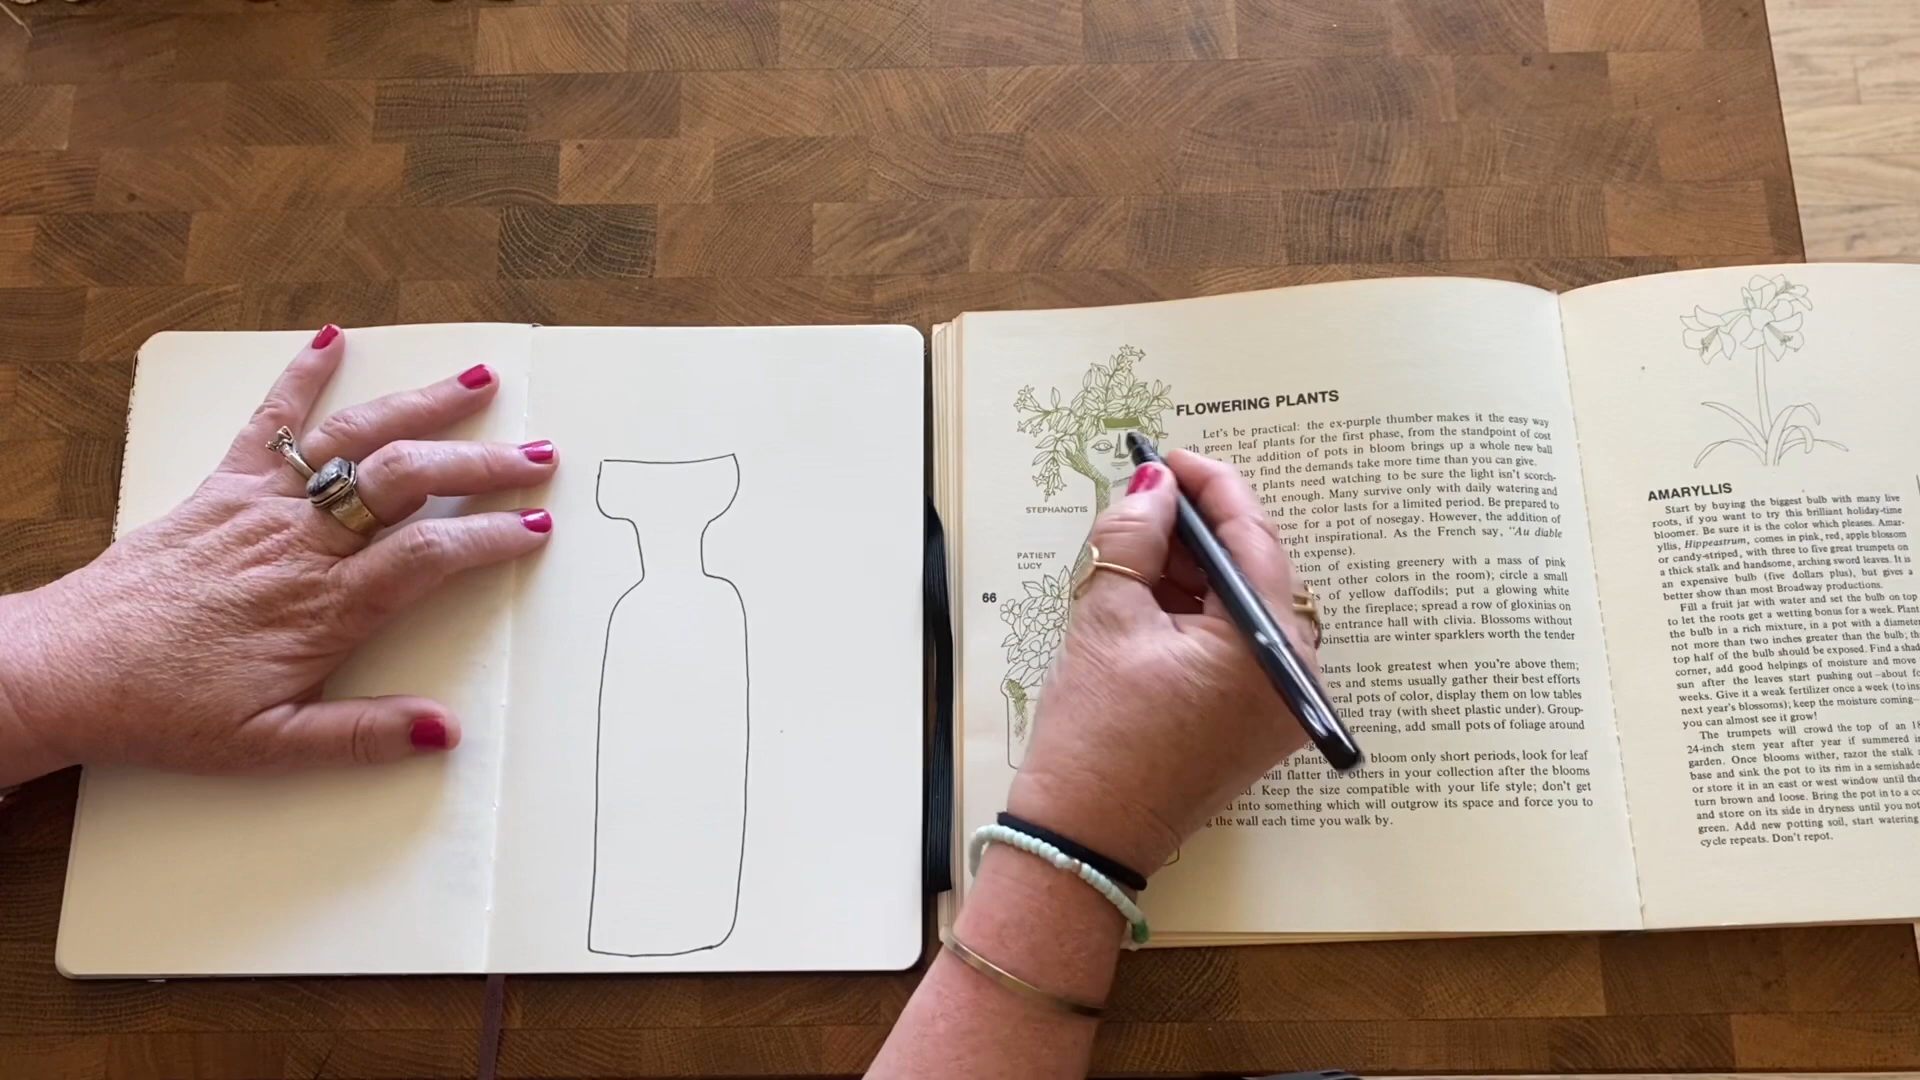 FLOWERING PLANTS
Let's be practical: the ex-purple thumber makes it the easy way
with green leaf plants for the first phase, from the standpoint of cost
The addition of pots in bloom brings up a whole new ball
may find the demands take more time than you can give.
plants need watching to be sure the light isn't scorch-
enough. Many survive only with daily watering and
and the color lasts for a limited period. Be prepared to
for a pot of nosegay. However, the addition of
inspirational. As the French say, "Au diable
th expense).
of existing greenery with a mass of pink
other colors in the room); circle a small
of yellow daffodils; put a glowing white
by the fireplace; spread a row of gloxinias on
entrance hall with clivia. Blossoms without
poinsettia are winter sparklers worth the tender
plants look greatest when you're above them;
and stems usually gather their best efforts
pots of color, display them on low tables
filled tray (with sheet plastic under). Group-
greening, add small pots of foliage around
plants bloom only short periods, look for leaf
will flatter the others in your collection after the blooms
Keep the size compatible with your life style; don't get
into something which will outgrow its space and force you to
the wall each time you walk by.
STEPHANOTIS
PATIENT
LUCY
66
AMARYLLIS
Start by buying the biggest bulb with many live
roots, if you want to try this brilliant holiday-time
bloomer. Be sure it is the color which pleases. Amar-
yllis, Hippeastrum, comes in pink, red, apple blossom
or candy-striped, with three to five great trumpets on
a thick stalk and handsome, arching sword leaves. It is
an expensive bulb (five dollars plus), but gives a
better show than most Broadway productions.
Fill a fruit jar with water and set the bulb on top
to let the roots get a wetting bonus for a week. Plant
the bulb in a rich mixture, in a pot with a diameter
not more than two inches greater than the bulb; the
top half of the bulb should be exposed. Find a
corner, add good helpings of moisture and move
sun after the leaves start pushing out—about
weeks. Give it a weak fertilizer once a week (to
next year's blossoms); keep the moisture coming—
you can almost see it grow!
The trumpets will crowd the top of an
24-inch stem year after year if summered in
garden. Once blooms wither, razor the stalk
base and sink the pot to its rim in a semishade
or store it in an east or west window until the
turn brown and loose. Bring the pot in to a
and store on its side in dryness until you
green. Add new potting soil, start watering
cycle repeats. Don't repot.